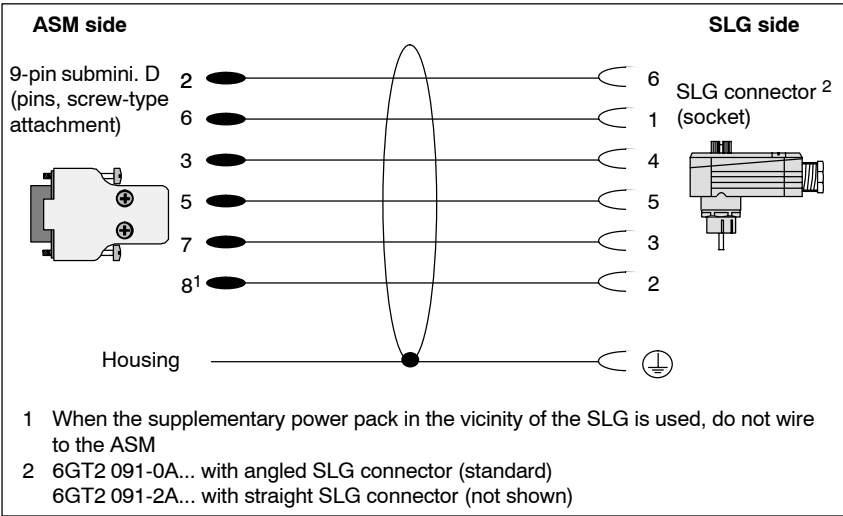 ASM side
SLG side
9-pin submini. D
(pins, screw-type
attachment)
SLG connector 2
(socket)
2 6
6 1
3 4
5 5
7 3
81 2
Housing
1 When the supplementary power pack in the vicinity of the SLG is used, do not wire
to the ASM
2 6GT2 091-0A... with angled SLG connector (standard)
6GT2 091-2A... with straight SLG connector (not shown)